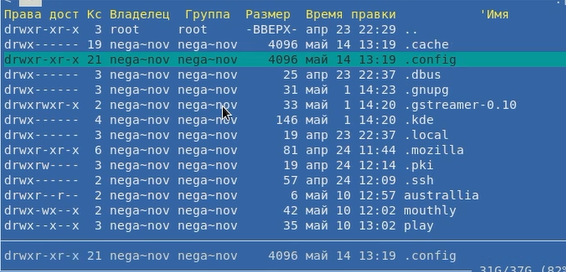 Права дост Кс Владелец Группа Размер Время правки 'Имя
drwxr-xr-x 3 root root -ВВЕРХ- апр 23 22:29 ..
drwx------ 19 nega~nov nega~nov 4096 май 14 13:19 .cache
drwxr-xr-x 21 nega~nov nega~nov 4096 май 14 13:19 .config
drwx------ 3 nega~nov nega~nov 25 апр 23 22:37 .dbus
drwx------ 3 nega~nov nega~nov 31 май 1 14:23 .gnupg
drwxrwxr-x 2 nega~nov nega~nov 33 май 1 14:20 .gstreamer-0.10
drwx------ 4 nega~nov nega~nov 146 май 1 14:20 .kde
drwx------ 3 nega~nov nega~nov 19 апр 23 22:37 .local
drwxr-xr-x 6 nega~nov nega~nov 81 апр 24 11:44 .mozilla
drwxrw---- 3 nega~nov nega~nov 19 апр 24 12:14 .pki
drwx------ 2 nega~nov nega~nov 57 апр 24 12:09 .ssh
drwxr--r-- 2 nega~nov nega~nov 6 май 10 12:57 australlia
drwx-wx--x 2 nega~nov nega~nov 42 май 10 13:02 mouthly
drwx--x--x 3 nega~nov nega~nov 35 май 10 13:02 play
drwxr-xr-x 21 nega~nov nega~nov 4096 май 14 13:19 .config
31G/37G (82%